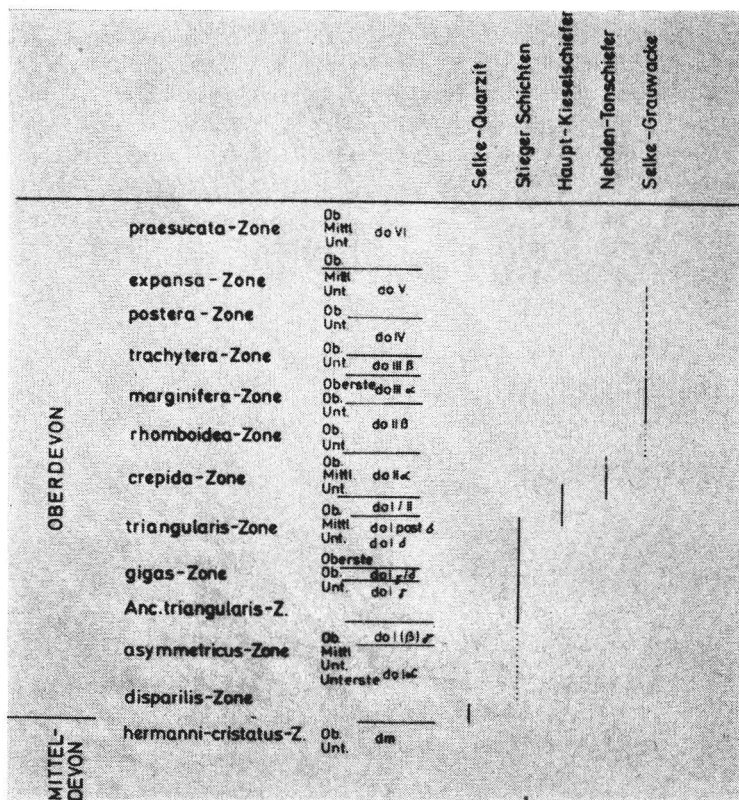 Selke-Quarzit
Stieger Schichten
Haupt-Kieselschiefer
Nehden-Tonschiefer
Selke-Grauwacke
OBERDEVON
praesucata-Zone
Ob.
Mittl.
Unt.
do VI
Ob.
expansa-Zone
Mittl
Unt.
do V
postera-Zone
Ob.
Unt.
do IV
trachytera-Zone
Ob.
Unt.
do III β
marginifera-Zone
Oberste
Ob.
Unt.
do III α
rhomboidea-Zone
Ob.
Unt
do II β
crepida-Zone
Ob.
Mittl
Unt.
do II α
triangularis-Zone
Ob.
Mittl.
Unt.
do I / II
do I post δ
do I δ
gigas-Zone
Oberste
Ob.
Unt.
do I γ/δ
do I γ
Anc.triangularis-Z.
asymmetricus-Zone
Ob.
Mittl
Unt.
Unterste
do I (β) γ
do I α
disparilis-Zone
MITTEL-
DEVON
hermanni-cristatus-Z.
Ob.
Unt.
dm